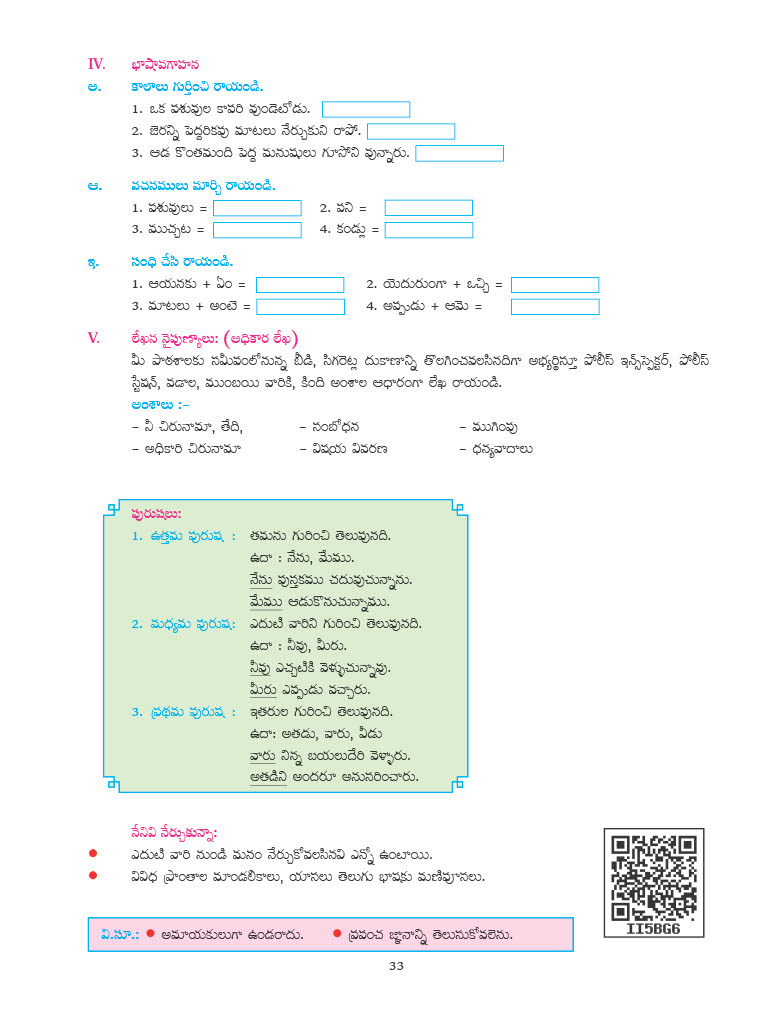 IV. భాషావగాహన
అ. కాలాలు గుర్తించి రాయండి.
1. ఒక పశువుల కాపరి వుండెటోడు.
2. జెరన్ని పెద్దరికపు మాటలు నేర్చుకుని రాపో.
3. ఆడ కొంతమంది పెద్ద మనుషులు గూసోని వున్నారు.
ఆ. వచనములు మార్చి రాయండి.
1. పశువులు = 2. పని =
3. ముచ్చట = 4. కండ్లు =
ఇ. సంధి చేసి రాయండి.
1. ఆయనకు + ఏం = 2. యెదురుంగా + ఒచ్చి =
3. మాటలు + అంటె = 4. అప్పుడు + ఆమె =
V. లేఖన నైపుణ్యాలు: (అధికార లేఖ)
మీ పాఠశాలకు సమీపంలోనున్న బీడి, సిగరెట్ల దుకాణాన్ని తొలగించవలసినదిగా అభ్యర్థిస్తూ పోలీస్ ఇన్స్‌స్పెక్టర్, పోలీస్
స్టేషన్, వడాల, ముంబయి వారికి, కింది అంశాల ఆధారంగా లేఖ రాయండి.
అంశాలు :–
– నీ చిరునామా, తేది, – సంబోధన – ముగింపు
– అధికారి చిరునామా – విషయ వివరణ – ధన్యవాదాలు
పురుషలు:
1. ఉత్తమ పురుష : తమను గురించి తెలుపునది.
ఉదా : నేను, మేము.
నేను పుస్తకము చదువుచున్నాను.
మేము ఆడుకొనుచున్నాము.
2. మధ్యమ పురుష: ఎదుటి వారిని గురించి తెలుపునది.
ఉదా : నీవు, మీరు.
నీవు ఎచ్చటికి వెళ్ళుచున్నావు.
మీరు ఎప్పుడు వచ్చారు.
3. ప్రథమ పురుష : ఇతరుల గురించి తెలుపునది.
ఉదా: అతడు, వారు, వీడు
వారు నిన్న బయలుదేరి వెళ్ళారు.
అతడిని అందరూ అనుసరించారు.
నేనివి నేర్చుకున్నా:
● ఎదుటి వారి నుండి మనం నేర్చుకోవలసినవి ఎన్నో ఉంటాయి.
● వివిధ ప్రాంతాల మాండలికాలు, యాసలు తెలుగు భాషకు మణిపూసలు.
II5BG6
వి.సూ.: ● అమాయకులుగా ఉండరాదు. ● ప్రపంచ జ్ఞానాన్ని తెలుసుకోవలెను.
33